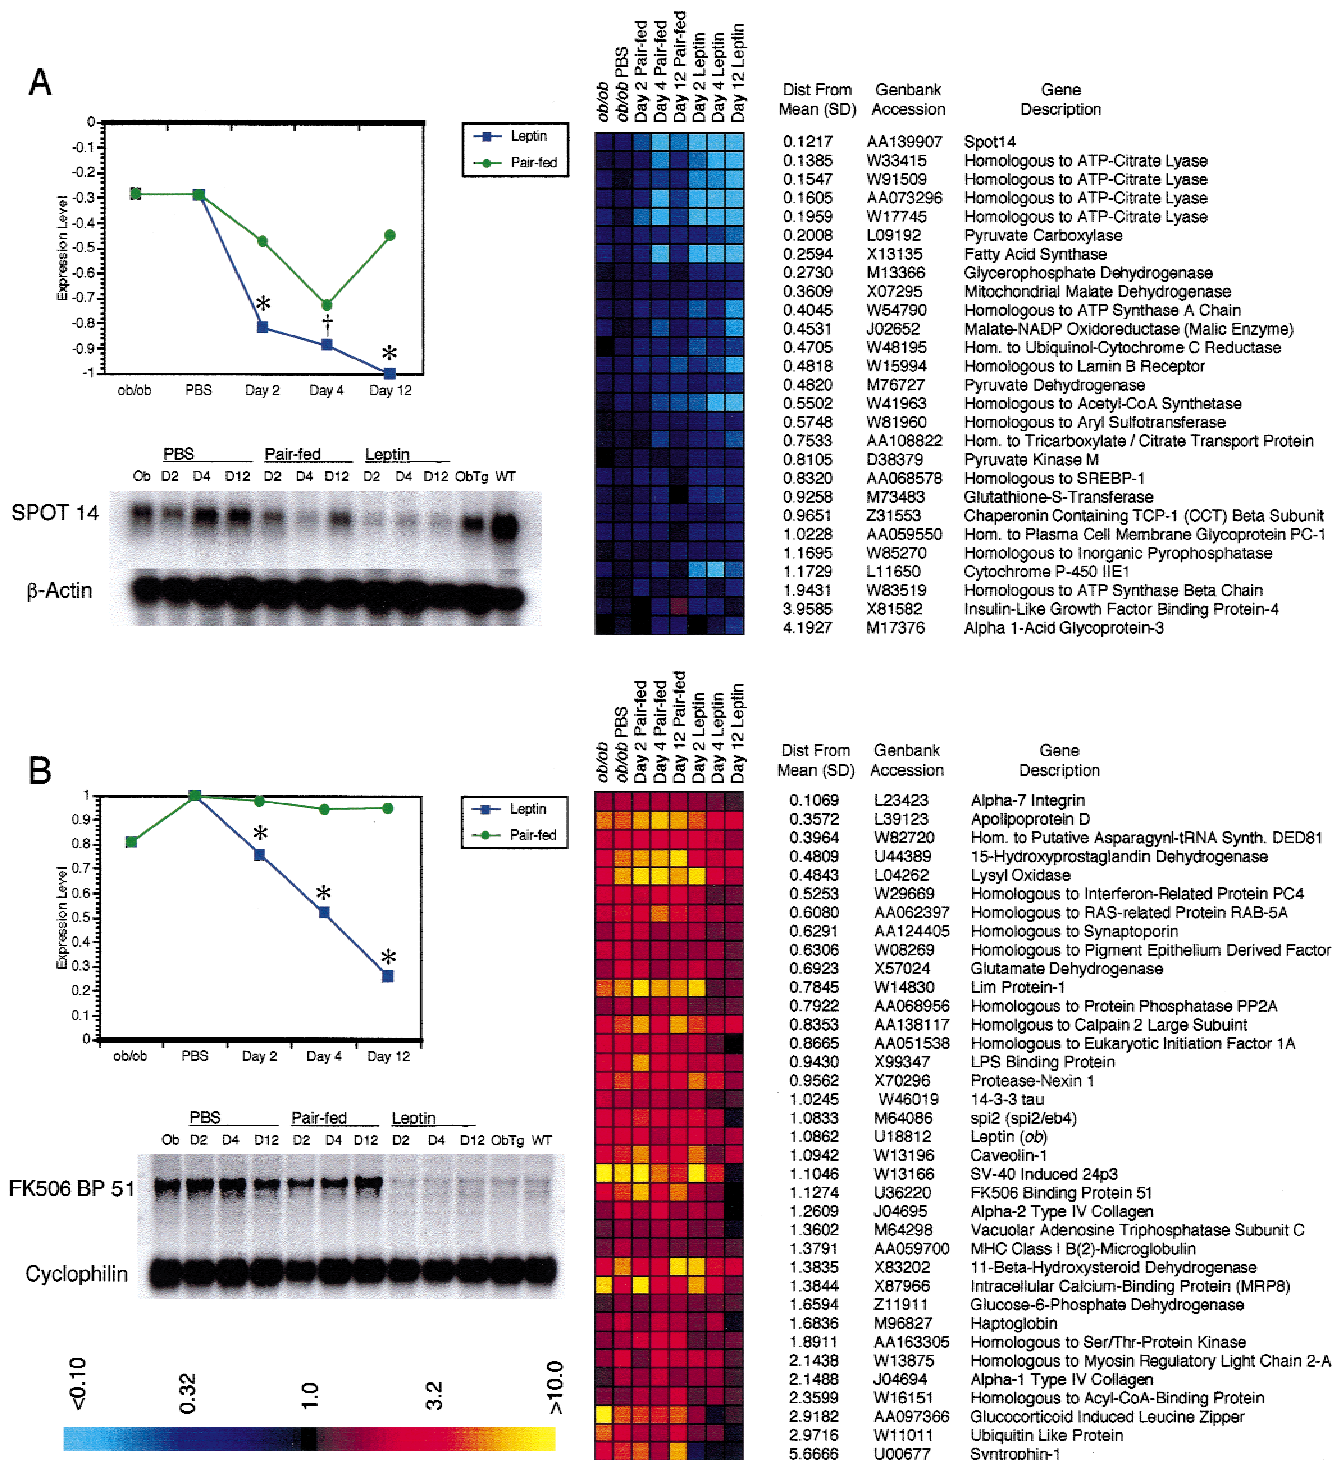 A
ob/ob
ob/ob PBS
Day 2 Pair-fed
Day 4 Pair-fed
Day 12 Pair-fed
Day 2 Leptin
Day 4 Leptin
Day 12 Leptin
Dist From Genbank Gene
Mean (SD) Accession Description
0
-0.1
-0.2
-0.3
-0.4
-0.5
-0.6
-0.7
-0.8
-0.9
-1
Expression Level
ob/ob PBS Day 2 Day 4 Day 12
* † *
Leptin
Pair-fed
0.1217 AA139907 Spot14
0.1385 W33415 Homologous to ATP-Citrate Lyase
0.1547 W91509 Homologous to ATP-Citrate Lyase
0.1605 AA073296 Homologous to ATP-Citrate Lyase
0.1959 W17745 Homologous to ATP-Citrate Lyase
0.2008 L09192 Pyruvate Carboxylase
0.2594 X13135 Fatty Acid Synthase
0.2730 M13366 Glycerophosphate Dehydrogenase
0.3609 X07295 Mitochondrial Malate Dehydrogenase
0.4045 W54790 Homologous to ATP Synthase A Chain
0.4531 J02652 Malate-NADP Oxidoreductase (Malic Enzyme)
0.4705 W48195 Hom. to Ubiquinol-Cytochrome C Reductase
0.4818 W15994 Homologous to Lamin B Receptor
0.4820 M76727 Pyruvate Dehydrogenase
0.5502 W41963 Homologous to Acetyl-CoA Synthetase
0.5748 W81960 Homologous to Aryl Sulfotransferase
0.7533 AA108822 Hom. to Tricarboxylate / Citrate Transport Protein
0.8105 D38379 Pyruvate Kinase M
0.8320 AA068578 Homologous to SREBP-1
0.9258 M73483 Glutathione-S-Transferase
0.9651 Z31553 Chaperonin Containing TCP-1 (CCT) Beta Subunit
1.0228 AA059550 Hom. to Plasma Cell Membrane Glycoprotein PC-1
1.1695 W85270 Homologous to Inorganic Pyrophosphatase
1.1729 L11650 Cytochrome P-450 IIE1
1.9431 W83519 Homologous to ATP Synthase Beta Chain
3.9585 X81582 Insulin-Like Growth Factor Binding Protein-4
4.1927 M17376 Alpha 1-Acid Glycoprotein-3
PBS Pair-fed Leptin
Ob D2 D4 D12 D2 D4 D12 D2 D4 D12 ObTg WT
SPOT 14
β-Actin
B
ob/ob
ob/ob PBS
Day 2 Pair-fed
Day 4 Pair-fed
Day 12 Pair-fed
Day 2 Leptin
Day 4 Leptin
Day 12 Leptin
Dist From Genbank Gene
Mean (SD) Accession Description
1
0.9
0.8
0.7
0.6
0.5
0.4
0.3
0.2
0.1
0
Expression Level
ob/ob PBS Day 2 Day 4 Day 12
* * *
Leptin
Pair-fed
0.1069 L23423 Alpha-7 Integrin
0.3572 L39123 Apolipoprotein D
0.3964 W82720 Hom. to Putative Asparagynl-tRNA Synth. DED81
0.4809 U44389 15-Hydroxyprostaglandin Dehydrogenase
0.4843 L04262 Lysyl Oxidase
0.5253 W29669 Homologous to Interferon-Related Protein PC4
0.6080 AA062397 Homologous to RAS-related Protein RAB-5A
0.6291 AA124405 Homologous to Synaptoporin
0.6306 W08269 Homologous to Pigment Epithelium Derived Factor
0.6923 X57024 Glutamate Dehydrogenase
0.7845 W14830 Lim Protein-1
0.7922 AA068956 Homologous to Protein Phosphatase PP2A
0.8353 AA138117 Homolgous to Calpain 2 Large Subuint
0.8665 AA051538 Homologous to Eukaryotic Initiation Factor 1A
0.9430 X99347 LPS Binding Protein
0.9562 X70296 Protease-Nexin 1
1.0245 W46019 14-3-3 tau
1.0833 M64086 spi2 (spi2/eb4)
1.0862 U18812 Leptin (ob)
1.0942 W13196 Caveolin-1
1.1046 W13166 SV-40 Induced 24p3
1.1274 U36220 FK506 Binding Protein 51
1.2609 J04695 Alpha-2 Type IV Collagen
1.3602 M64298 Vacuolar Adenosine Triphosphatase Subunit C
1.3791 AA059700 MHC Class I B(2)-Microglobulin
1.3835 X83202 11-Beta-Hydroxysteroid Dehydrogenase
1.3844 X87966 Intracellular Calcium-Binding Protein (MRP8)
1.6594 Z11911 Glucose-6-Phosphate Dehydrogenase
1.6836 M96827 Haptoglobin
1.8911 AA163305 Homologous to Ser/Thr-Protein Kinase
2.1438 W13875 Homologous to Myosin Regulatory Light Chain 2-A
2.1488 J04694 Alpha-1 Type IV Collagen
2.3599 W16151 Homologous to Acyl-CoA-Binding Protein
2.9182 AA097366 Glucocorticoid Induced Leucine Zipper
2.9716 W11011 Ubiquitin Like Protein
5.6666 U00677 Syntrophin-1
PBS Pair-fed Leptin
Ob D2 D4 D12 D2 D4 D12 D2 D4 D12 ObTg WT
FK506 BP 51
Cyclophilin
<0.10 0.32 1.0 3.2 >10.0